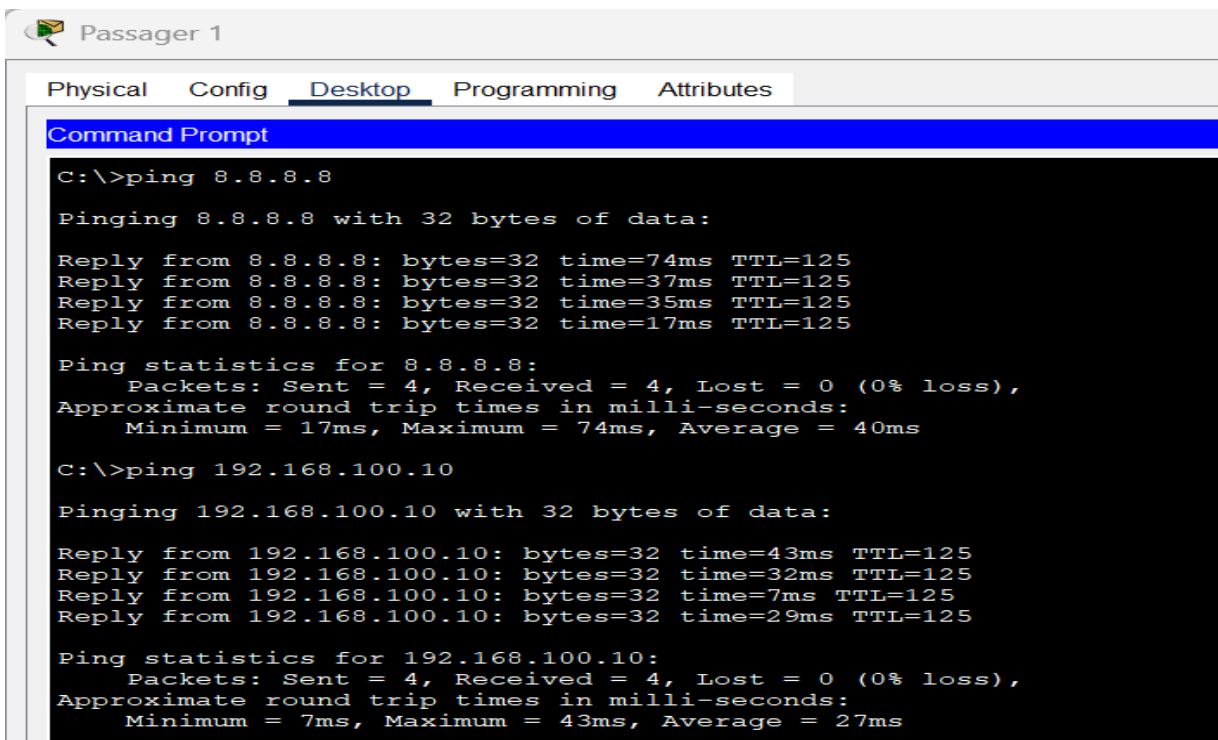 Passager 1
Physical Config Desktop Programming Attributes
Command Prompt
C:\>ping 8.8.8.8
Pinging 8.8.8.8 with 32 bytes of data:
Reply from 8.8.8.8: bytes=32 time=74ms TTL=125
Reply from 8.8.8.8: bytes=32 time=37ms TTL=125
Reply from 8.8.8.8: bytes=32 time=35ms TTL=125
Reply from 8.8.8.8: bytes=32 time=17ms TTL=125
Ping statistics for 8.8.8.8:
Packets: Sent = 4, Received = 4, Lost = 0 (0% loss),
Approximate round trip times in milli-seconds:
Minimum = 17ms, Maximum = 74ms, Average = 40ms
C:\>ping 192.168.100.10
Pinging 192.168.100.10 with 32 bytes of data:
Reply from 192.168.100.10: bytes=32 time=43ms TTL=125
Reply from 192.168.100.10: bytes=32 time=32ms TTL=125
Reply from 192.168.100.10: bytes=32 time=7ms TTL=125
Reply from 192.168.100.10: bytes=32 time=29ms TTL=125
Ping statistics for 192.168.100.10:
Packets: Sent = 4, Received = 4, Lost = 0 (0% loss),
Approximate round trip times in milli-seconds:
Minimum = 7ms, Maximum = 43ms, Average = 27ms